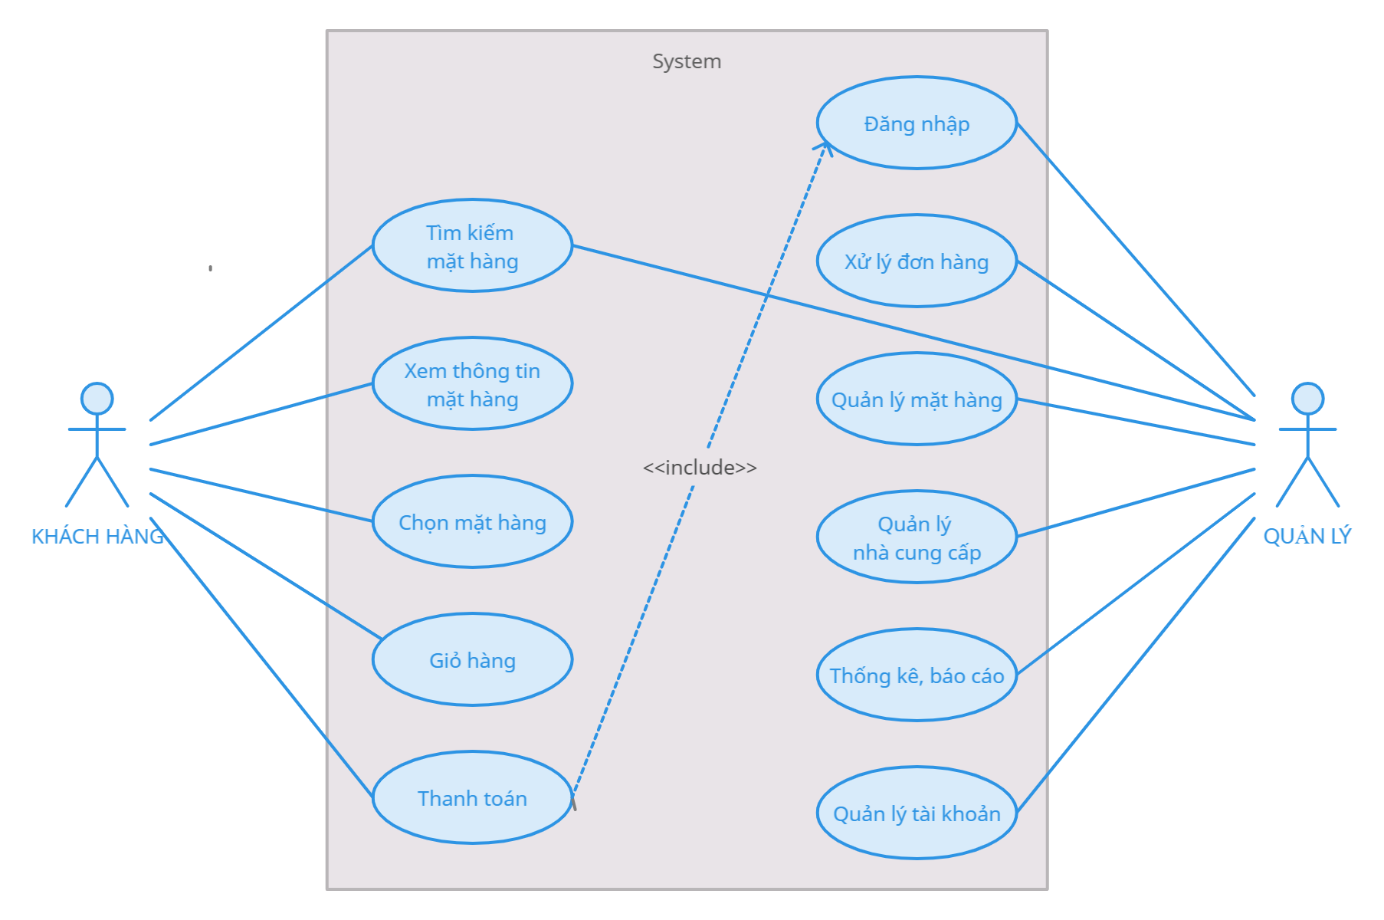 System
Đăng nhập
Tìm kiếm
mặt hàng
Xử lý đơn hàng
Xem thông tin
mặt hàng
Quản lý mặt hàng
<<include>>
Chọn mặt hàng
Quản lý
nhà cung cấp
KHÁCH HÀNG
QUẢN LÝ
Giỏ hàng
Thống kê, báo cáo
Thanh toán
Quản lý tài khoản